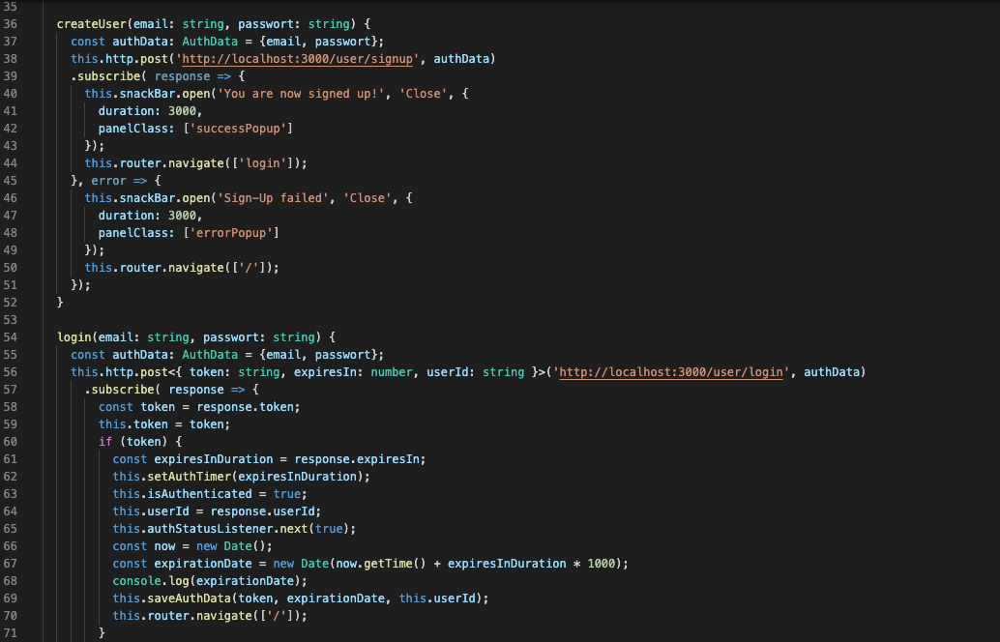 35
36 createUser(email: string, passwort: string) {
37 const authData: AuthData = {email, passwort};
38 this.http.post('http://localhost:3000/user/signup', authData)
39 .subscribe( response => {
40 this.snackBar.open('You are now signed up!', 'Close', {
41 duration: 3000,
42 panelClass: ['successPopup']
43 });
44 this.router.navigate(['login']);
45 }, error => {
46 this.snackBar.open('Sign-Up failed', 'Close', {
47 duration: 3000,
48 panelClass: ['errorPopup']
49 });
50 this.router.navigate(['/']);
51 });
52 }
53
54 login(email: string, passwort: string) {
55 const authData: AuthData = {email, passwort};
56 this.http.post<{ token: string, expiresIn: number, userId: string }>('http://localhost:3000/user/login', authData)
57 .subscribe( response => {
58 const token = response.token;
59 this.token = token;
60 if (token) {
61 const expiresInDuration = response.expiresIn;
62 this.setAuthTimer(expiresInDuration);
63 this.isAuthenticated = true;
64 this.userId = response.userId;
65 this.authStatusListener.next(true);
66 const now = new Date();
67 const expirationDate = new Date(now.getTime() + expiresInDuration * 1000);
68 console.log(expirationDate);
69 this.saveAuthData(token, expirationDate, this.userId);
70 this.router.navigate(['/']);
71 }